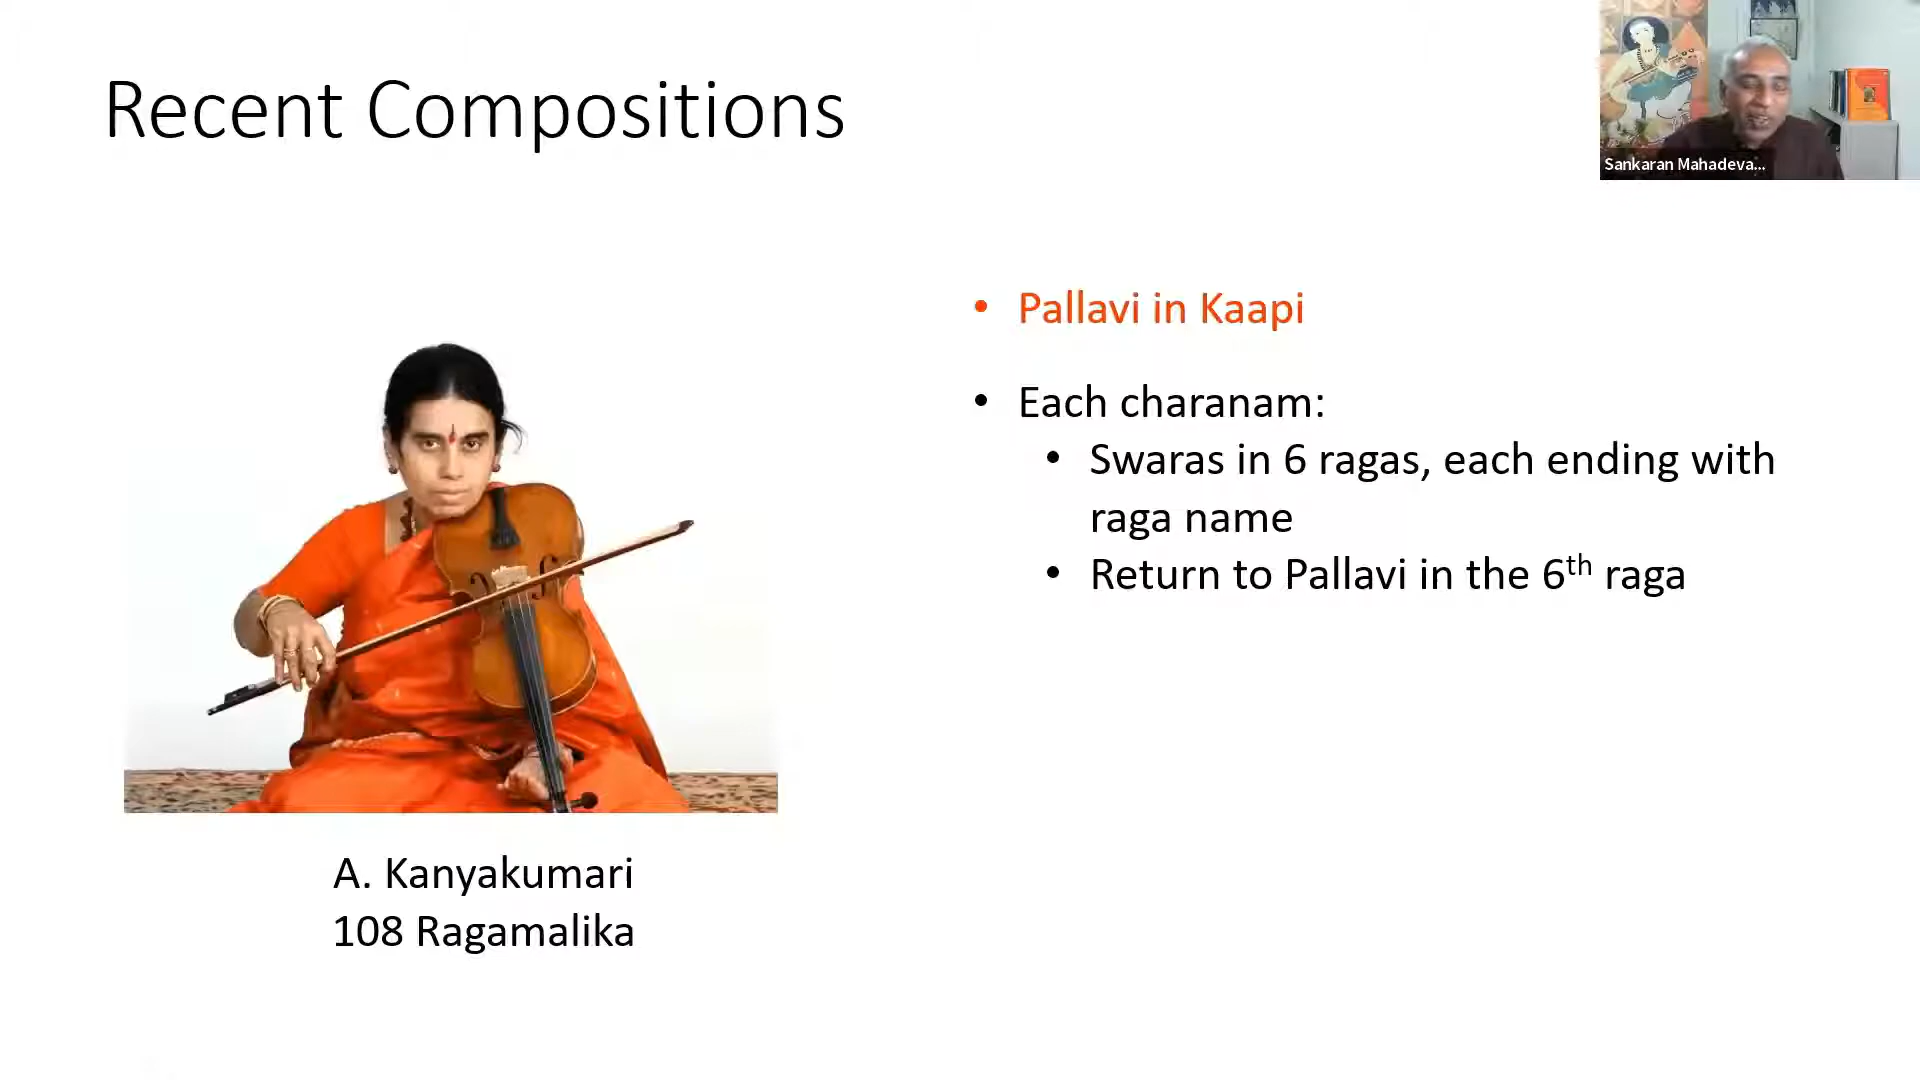 Recent Compositions
Sankaran Mahadeva...
• Pallavi in Kaapi
• Each charanam:
• Swaras in 6 ragas, each ending with
raga name
• Return to Pallavi in the 6th raga
A. Kanyakumari
108 Ragamalika